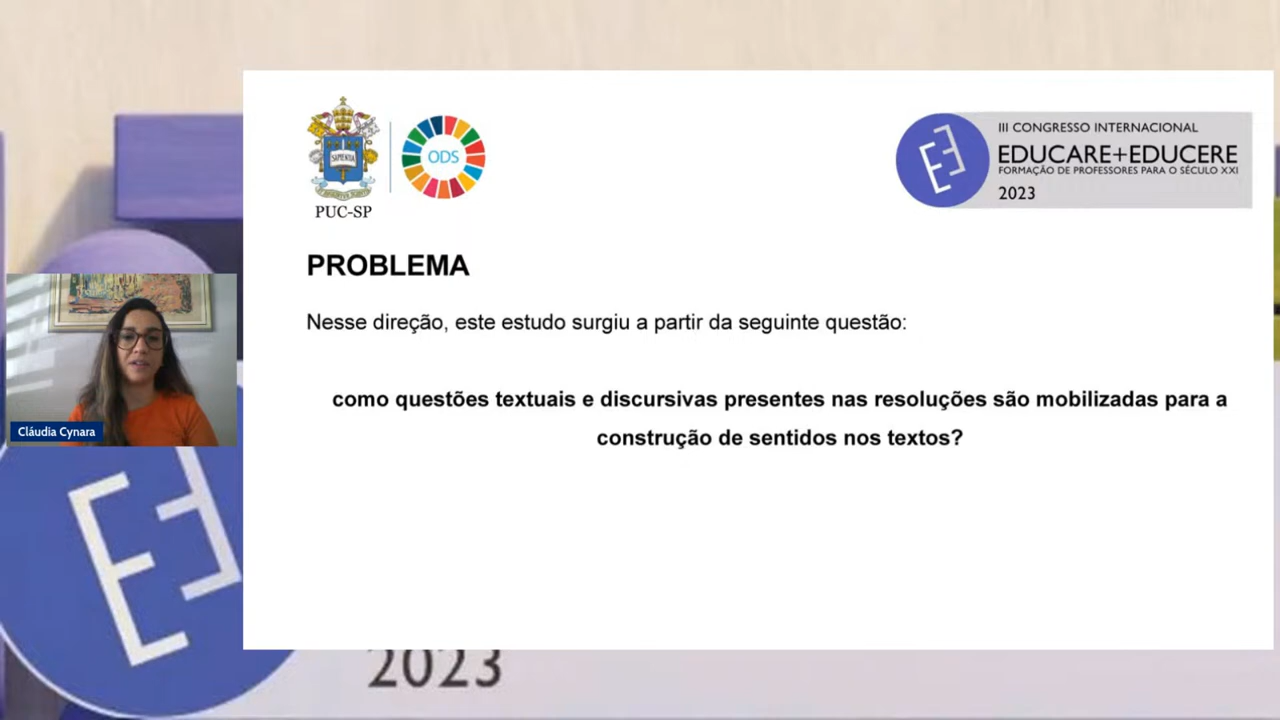 SAPIENTIA
PUC-SP
ODS
III CONGRESSO INTERNACIONAL
EDUCARE+EDUCERE
FORMAÇÃO DE PROFESSORES PARA O SÉCULO XXI
2023
PROBLEMA
Nesse direção, este estudo surgiu a partir da seguinte questão:
como questões textuais e discursivas presentes nas resoluções são mobilizadas para a
construção de sentidos nos textos?
Cláudia Cynara
2023